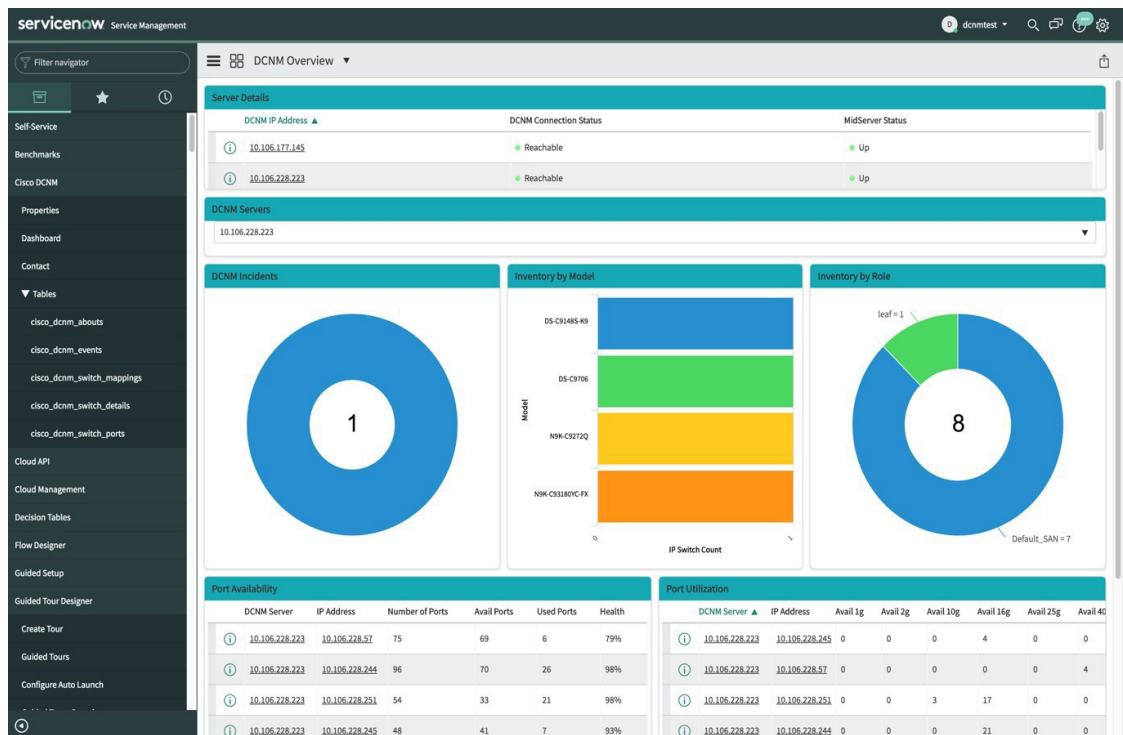 servicenow Service Management
D dcnmtest
Filter navigator
DCNM Overview
Self-Service
Benchmarks
Cisco DCNM
Properties
Dashboard
Contact
Tables
cisco_dcnm_abouts
cisco_dcnm_events
cisco_dcnm_switch_mappings
cisco_dcnm_switch_details
cisco_dcnm_switch_ports
Cloud API
Cloud Management
Decision Tables
Flow Designer
Guided Setup
Guided Tour Designer
Create Tour
Guided Tours
Configure Auto Launch
Server Details
DCNM IP Address ▲ DCNM Connection Status MidServer Status
10.106.177.145 Reachable Up
10.106.228.223 Reachable Up
DCNM Servers
10.106.228.223
DCNM Incidents
1
Inventory by Model
DS-C9148S-K9
DS-C9706
N9K-C9272Q
N9K-C93180YC-FX
Model
0 1
IP Switch Count
Inventory by Role
leaf = 1
8
Default_SAN = 7
Port Availability
DCNM Server IP Address Number of Ports Avail Ports Used Ports Health
10.106.228.223 10.106.228.57 75 69 6 79%
10.106.228.223 10.106.228.244 96 70 26 98%
10.106.228.223 10.106.228.251 54 33 21 98%
10.106.228.223 10.106.228.245 48 41 7 93%
Port Utilization
DCNM Server ▲ IP Address Avail 1g Avail 2g Avail 10g Avail 16g Avail 25g Avail 40
10.106.228.223 10.106.228.245 0 0 0 4 0 0
10.106.228.223 10.106.228.57 0 0 0 0 0 4
10.106.228.223 10.106.228.251 0 0 3 17 0 0
10.106.228.223 10.106.228.244 0 0 0 21 0 0